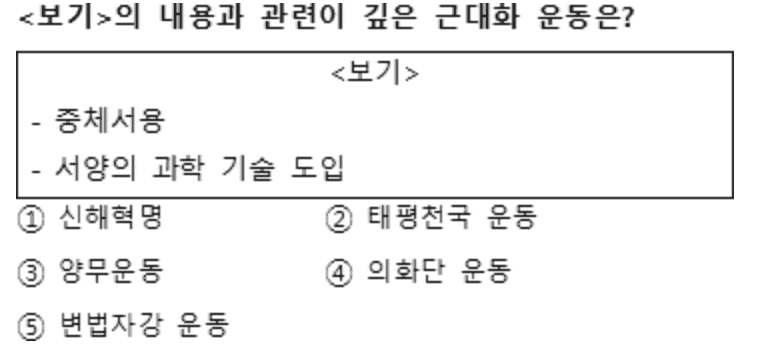 <보기>의 내용과 관련이 깊은 근대화 운동은?
<보기>
- 중체서용
- 서양의 과학 기술 도입
① 신해혁명 ② 태평천국 운동
③ 양무운동 ④ 의화단 운동
⑤ 변법자강 운동